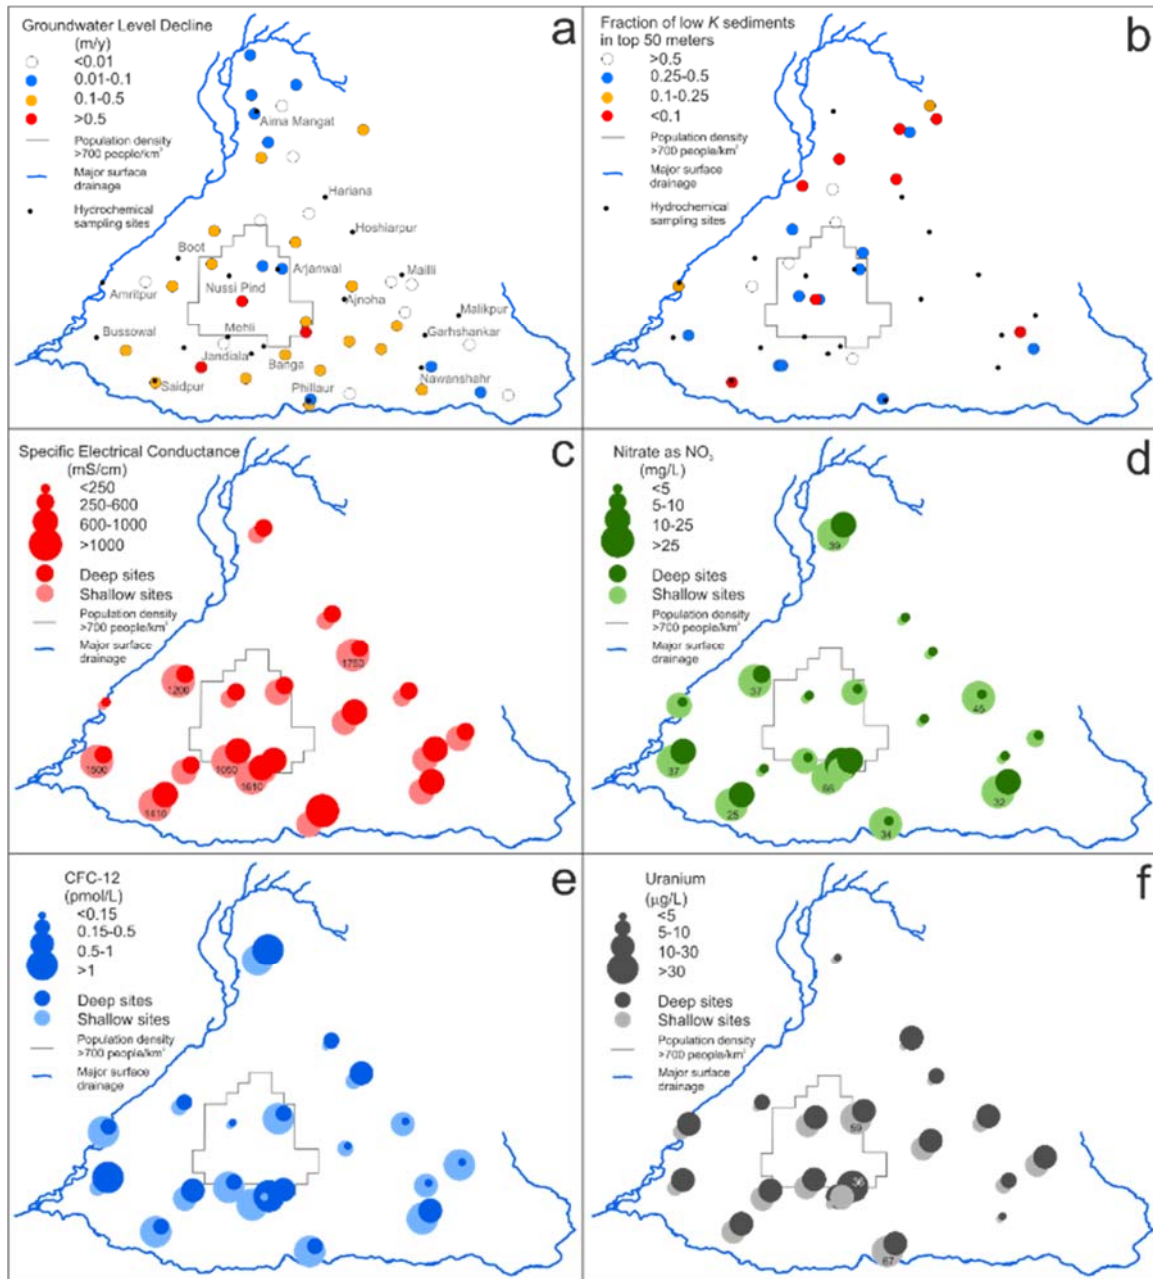 Groundwater Level Decline
(m/y)
<0.01
0.01-0.1
0.1-0.5
>0.5
Population density
>700 people/km²
Major surface
drainage
Hydrochemical
sampling sites
a
Aima Mangat
Hariana
Hoshiarpur
Boot
Arjanwal
Mailli
Nussi Pind
Amritpur
Ajnoha
Malikpur
Bussowal
Mehli
Garhshankar
Jandiala
Banga
Nawanshahr
Saidpur
Phillaur
Fraction of low K sediments
in top 50 meters
>0.5
0.25-0.5
0.1-0.25
<0.1
Population density
>700 people/km²
Major surface
drainage
Hydrochemical
sampling sites
b
Specific Electrical Conductance
(mS/cm)
<250
250-600
600-1000
>1000
Deep sites
Shallow sites
Population density
>700 people/km²
Major surface
drainage
c
1750
1200
1500
1050
1610
1410
Nitrate as NO₃
(mg/L)
<5
5-10
10-25
>25
Deep sites
Shallow sites
Population density
>700 people/km²
Major surface
drainage
d
39
37
45
37
66
32
25
34
CFC-12
(pmol/L)
<0.15
0.15-0.5
0.5-1
>1
Deep sites
Shallow sites
Population density
>700 people/km²
Major surface
drainage
e
Uranium
(µg/L)
<5
5-10
10-30
>30
Deep sites
Shallow sites
Population density
>700 people/km²
Major surface
drainage
f
59
67